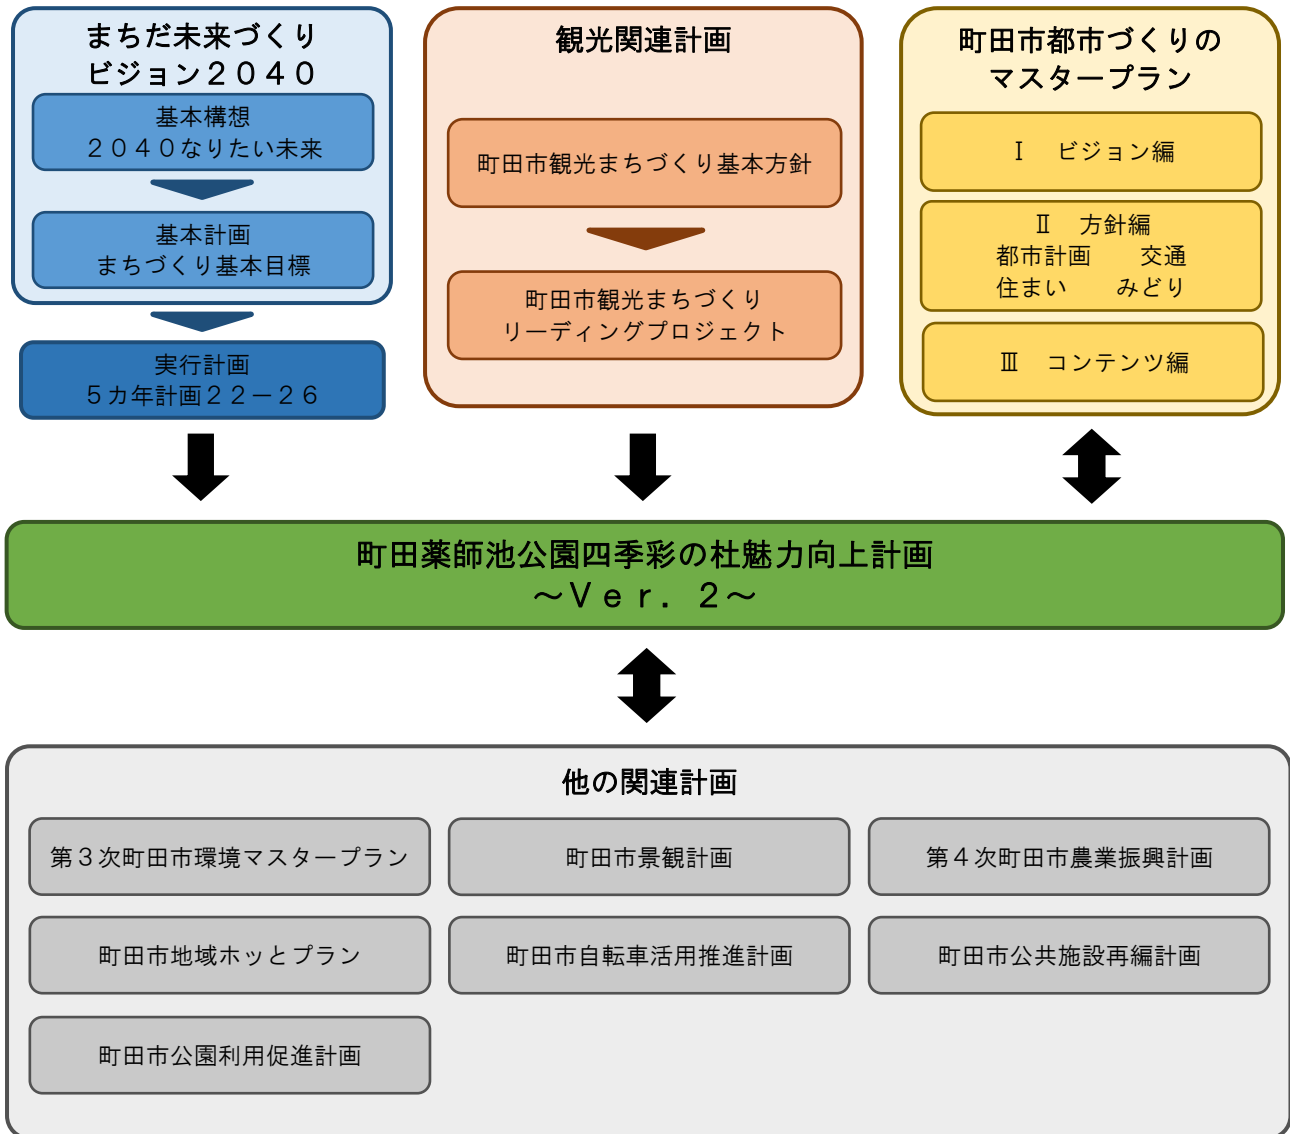 まちだ未来づくり
ビジョン２０４０
基本構想
２０４０なりたい未来
基本計画
まちづくり基本目標
実行計画
５カ年計画２２－２６
観光関連計画
町田市観光まちづくり基本方針
町田市観光まちづくり
リーディングプロジェクト
町田市都市づくりの
マスタープラン
Ⅰ　ビジョン編
Ⅱ　方針編
都市計画　　交通
住まい　　みどり
Ⅲ　コンテンツ編
町田薬師池公園四季彩の杜魅力向上計画
～Ｖｅｒ．２～
他の関連計画
第３次町田市環境マスタープラン
町田市景観計画
第４次町田市農業振興計画
町田市地域ホッとプラン
町田市自転車活用推進計画
町田市公共施設再編計画
町田市公園利用促進計画